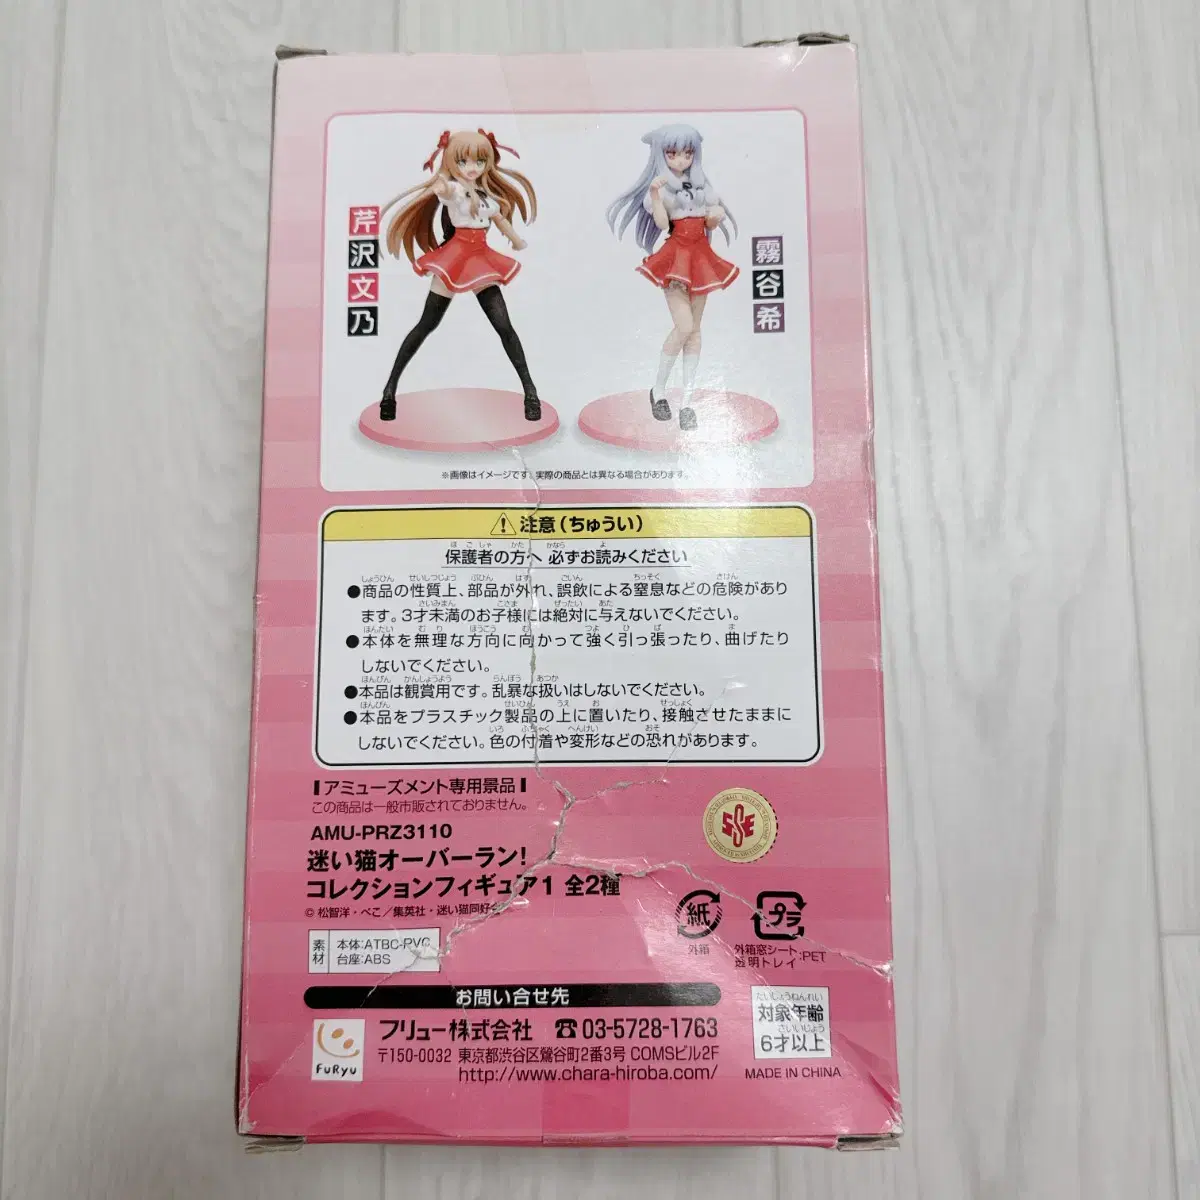 芹沢文乃
霧谷希
※画像はイメージです。実際の商品とは異なる場合があります。
注意(ちゅうい)
保護者の方へ 必ずお読みください
●商品の性質上、部品が外れ、誤飲による窒息などの危険があり
ます。3才未満のお子様には絶対に与えないでください。
●本体を無理な方向に向かって強く引っ張ったり、曲げたり
しないでください。
●本品は観賞用です。乱暴な扱いはしないでください。
●本品をプラスチック製品の上に置いたり、接触させたままに
しないでください。色の付着や変形などの恐れがあります。
アミューズメント専用景品
この商品は一般市販されておりません。
AMU-PRZ3110
迷い猫オーバーラン!
コレクションフィギュア1 全2種
© 松智洋・ぺこ/集英社・迷い猫同好会
素材
本体:ATBC-PVC
台座:ABS
SSE
紙
外箱
プラ
外箱窓シート
透明トレイ:PET
お問い合せ先
FuRyu
フリュー株式会社 ☎03-5728-1763
〒150-0032 東京都渋谷区鶯谷町2番3号 COMSビル2F
http://www.chara-hiroba.com/
たいしょうねんれい
対象年齢
さいいじょう
6才以上
MADE IN CHINA